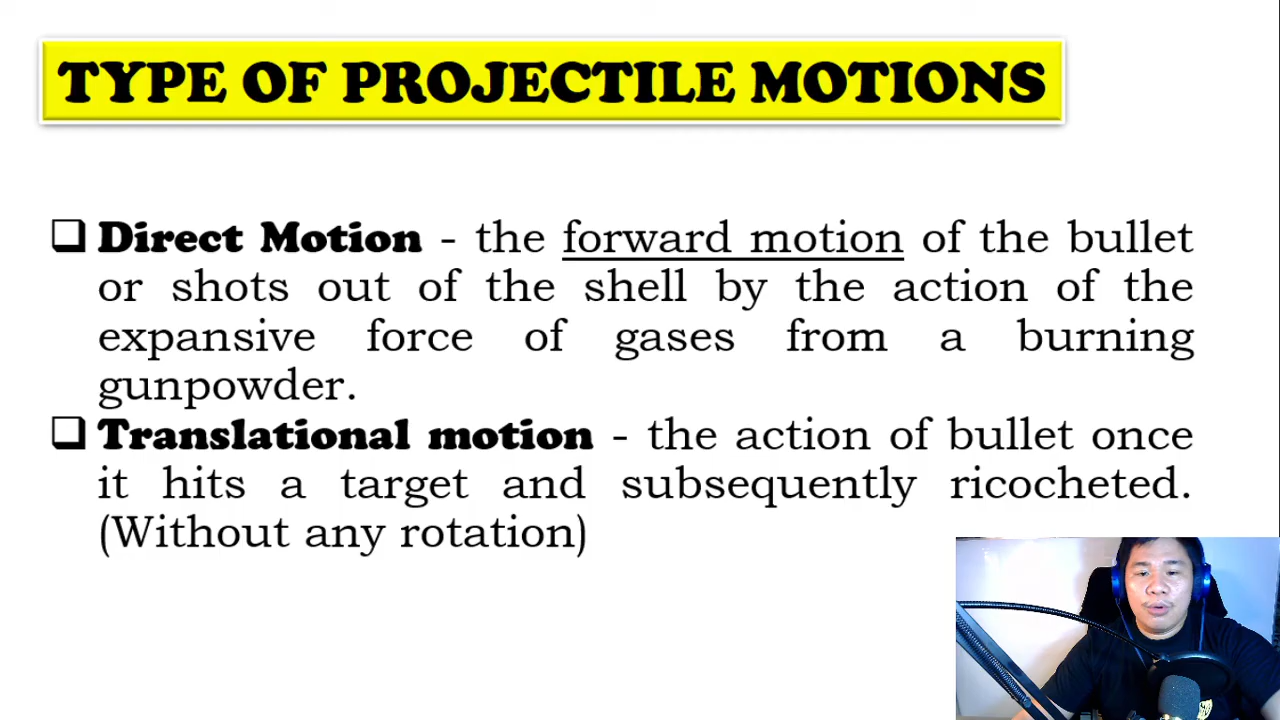 TYPE OF PROJECTILE MOTIONS
Direct Motion - the forward motion of the bullet
or shots out of the shell by the action of the
expansive force of gases from a burning
gunpowder.
Translational motion - the action of bullet once
it hits a target and subsequently ricocheted.
(Without any rotation)